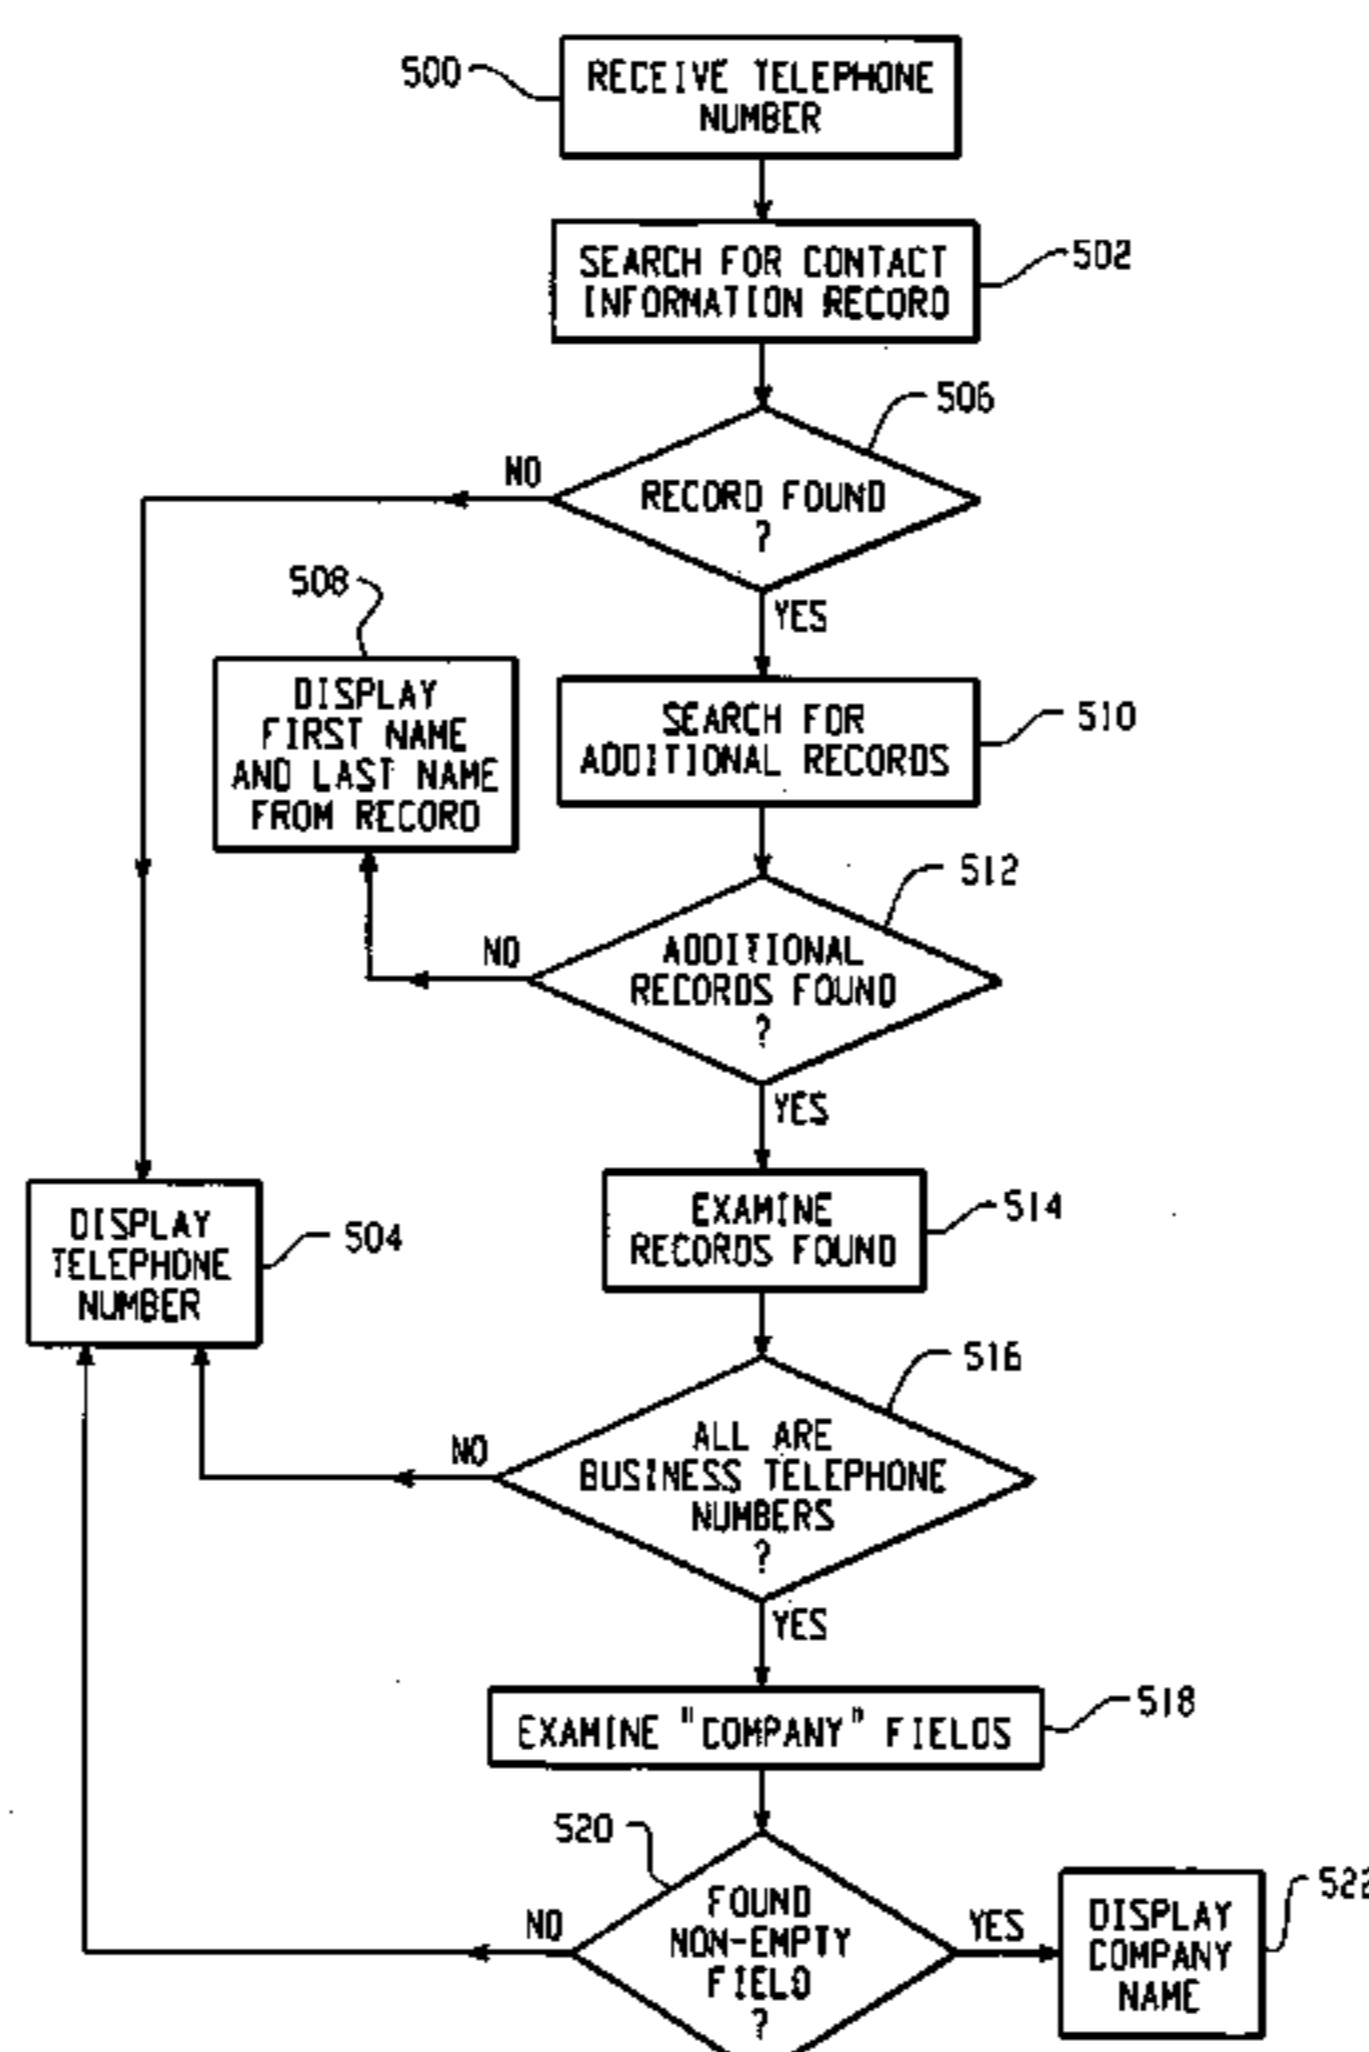 500
RECEIVE TELEPHONE
NUMBER
502
SEARCH FOR CONTACT
INFORMATION RECORD
506
NO
RECORD FOUND
?
YES
508
DISPLAY
FIRST NAME
AND LAST NAME
FROM RECORD
510
SEARCH FOR
ADDITIONAL RECORDS
512
NO
ADDITIONAL
RECORDS FOUND
?
YES
514
EXAMINE
RECORDS FOUND
DISPLAY
TELEPHONE
NUMBER
504
516
NO
ALL ARE
BUSINESS TELEPHONE
NUMBERS
?
YES
518
EXAMINE "COMPANY" FIELDS
520
NO
FOUND
NON-EMPTY
FIELD
?
YES
522
DISPLAY
COMPANY
NAME